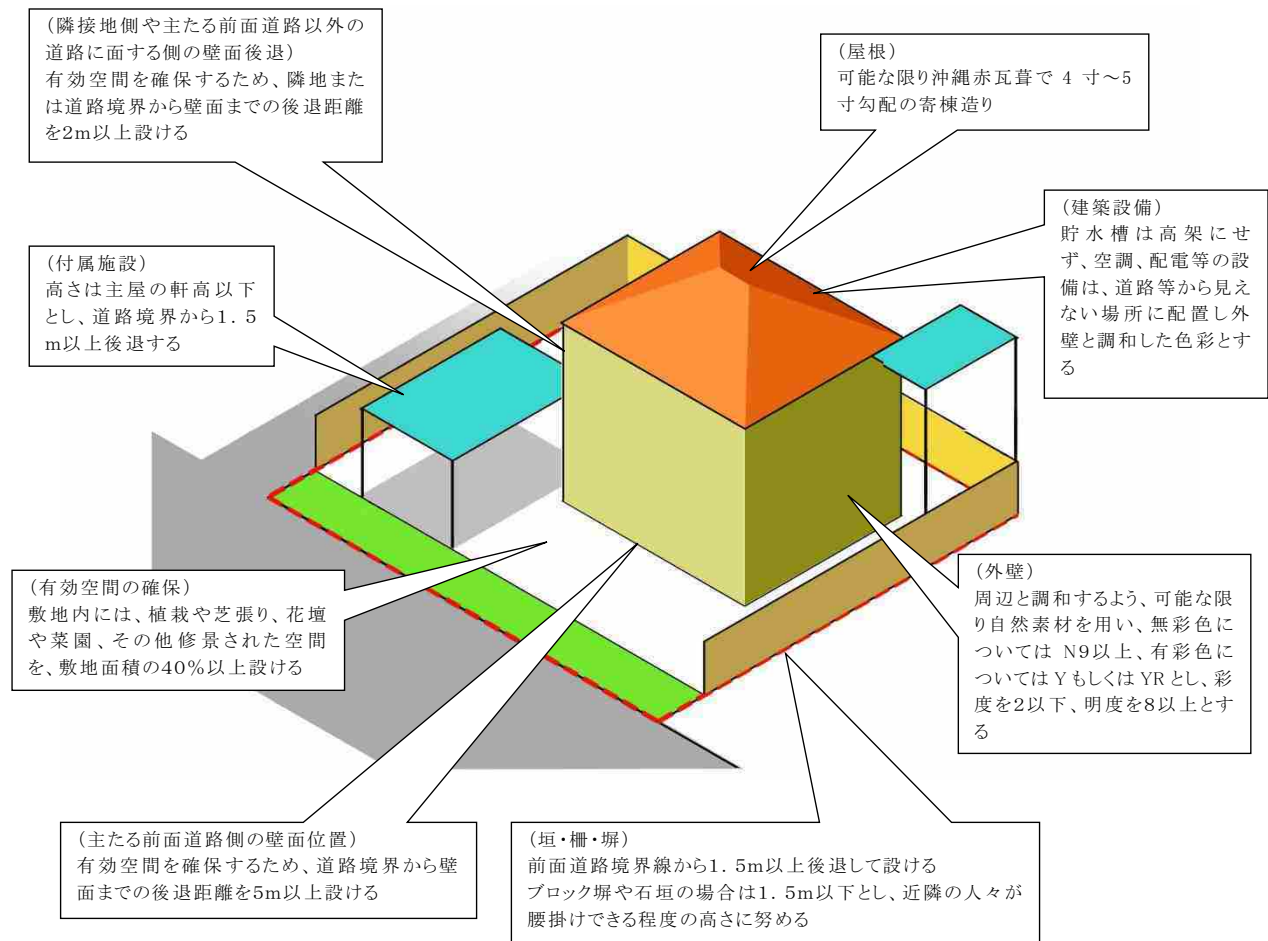 (隣接地側や主たる前面道路以外の
道路に面する側の壁面後退)
有効空間を確保するため、隣地また
は道路境界から壁面までの後退距離
を2m以上設ける
(屋根)
可能な限り沖縄赤瓦葺で 4 寸～5
寸勾配の寄棟造り
(建築設備)
貯水槽は高架にせ
ず、空調、配電等の設
備は、道路等から見え
ない場所に配置し外
壁と調和した色彩とす
る
(付属施設)
高さは主屋の軒高以下
とし、道路境界から1．5
m以上後退する
(有効空間の確保)
敷地内には、植栽や芝張り、花壇
や菜園、その他修景された空間
を、敷地面積の40％以上設ける
(外壁)
周辺と調和するよう、可能な限
り自然素材を用い、無彩色に
ついては N9以上、有彩色に
ついては Y もしくは YR とし、彩
度を2以下、明度を8以上とす
る
(主たる前面道路側の壁面位置)
有効空間を確保するため、道路境界から壁
面までの後退距離を5m以上設ける
(垣・柵・塀)
前面道路境界線から1．5m以上後退して設ける
ブロック塀や石垣の場合は1．5m以下とし、近隣の人々が
腰掛けできる程度の高さに努める